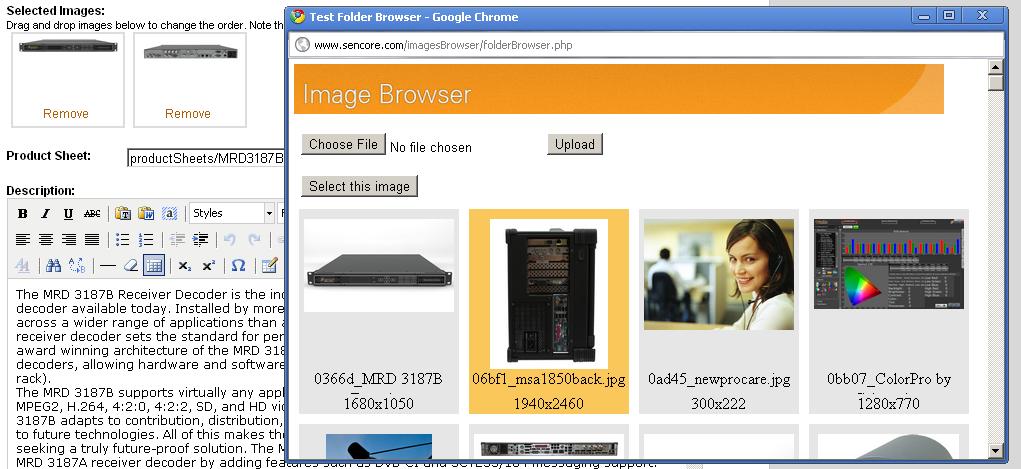 Selected Images:
Drag and drop images below to change the order. Note th
Remove
Remove
Product Sheet:
productSheets/MRD3187B
Description:
B I U ABC
Styles
The MRD 3187B Receiver Decoder is the in
decoder available today. Installed by more
across a wider range of applications than a
receiver decoder sets the standard for per
award winning architecture of the MRD 318
decoders, allowing hardware and software
rack).
The MRD 3187B supports virtually any appl
MPEG2, H.264, 4:2:0, 4:2:2, SD, and HD vi
3187B adapts to contribution, distribution,
to future technologies. All of this makes th
seeking a truly future-proof solution. The M
MRD 3187A receiver decoder by adding features such as DVB-CI and SCTE35/104 messaging support.
Test Folder Browser - Google Chrome
www.sencore.com/imagesBrowser/folderBrowser.php
Image Browser
Choose File
No file chosen
Upload
Select this image
0366d_MRD 3187B
1680x1050
06bf1_msa1850back.jpg
1940x2460
0ad45_newprocare.jpg
300x222
0bb07_ColorPro by
1280x770